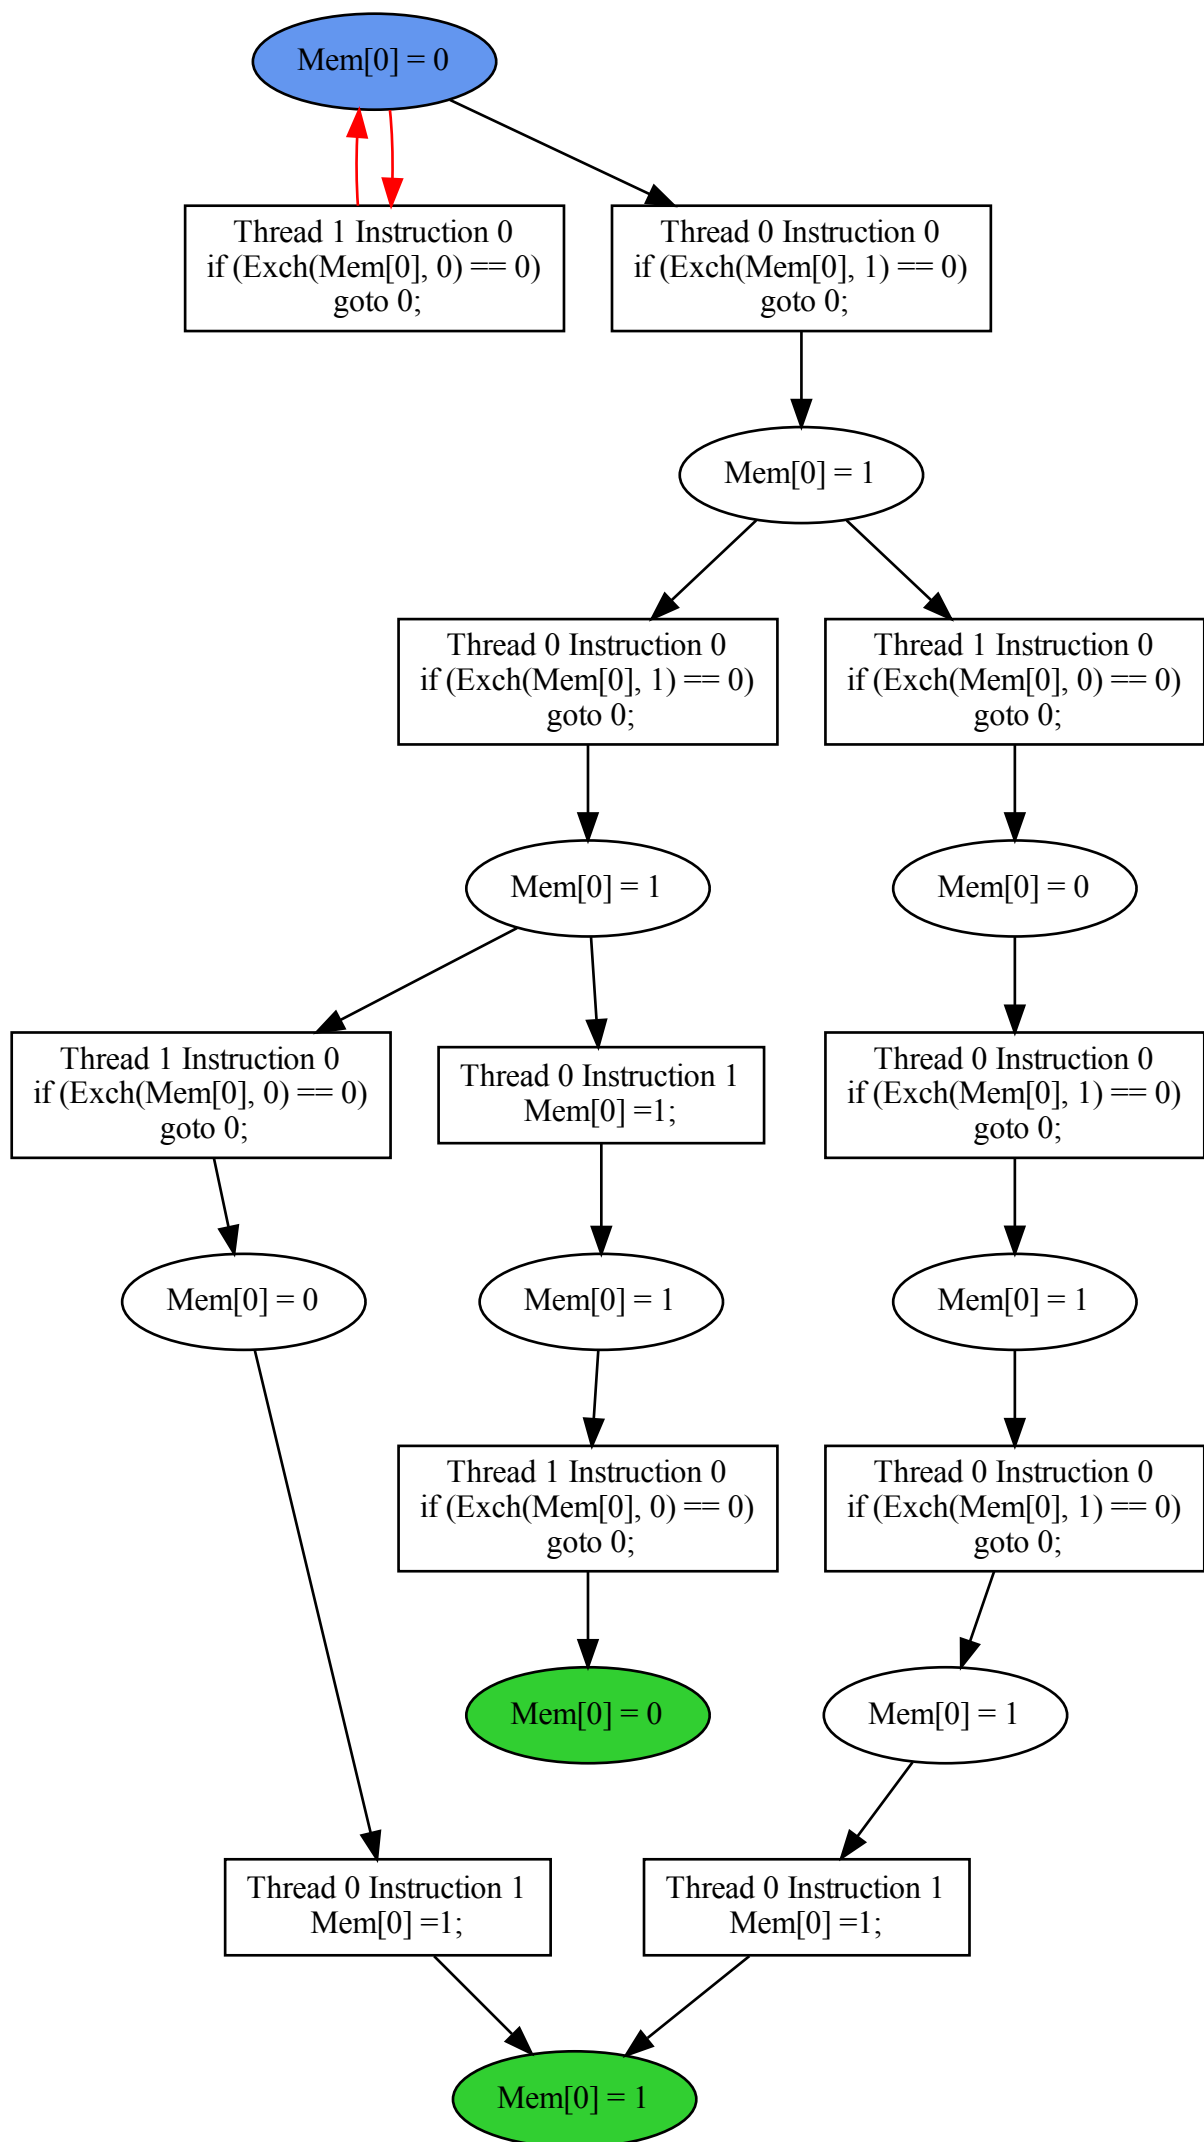 Mem[0] = 0
Thread 1 Instruction 0
if (Exch(Mem[0], 0) == 0)
goto 0;
Thread 0 Instruction 0
if (Exch(Mem[0], 1) == 0)
goto 0;
Mem[0] = 1
Thread 0 Instruction 0
if (Exch(Mem[0], 1) == 0)
goto 0;
Thread 1 Instruction 0
if (Exch(Mem[0], 0) == 0)
goto 0;
Mem[0] = 1
Mem[0] = 0
Thread 1 Instruction 0
if (Exch(Mem[0], 0) == 0)
goto 0;
Thread 0 Instruction 1
Mem[0] =1;
Thread 0 Instruction 0
if (Exch(Mem[0], 1) == 0)
goto 0;
Mem[0] = 0
Mem[0] = 1
Mem[0] = 1
Thread 1 Instruction 0
if (Exch(Mem[0], 0) == 0)
goto 0;
Thread 0 Instruction 0
if (Exch(Mem[0], 1) == 0)
goto 0;
Mem[0] = 0
Mem[0] = 1
Thread 0 Instruction 1
Mem[0] =1;
Thread 0 Instruction 1
Mem[0] =1;
Mem[0] = 1